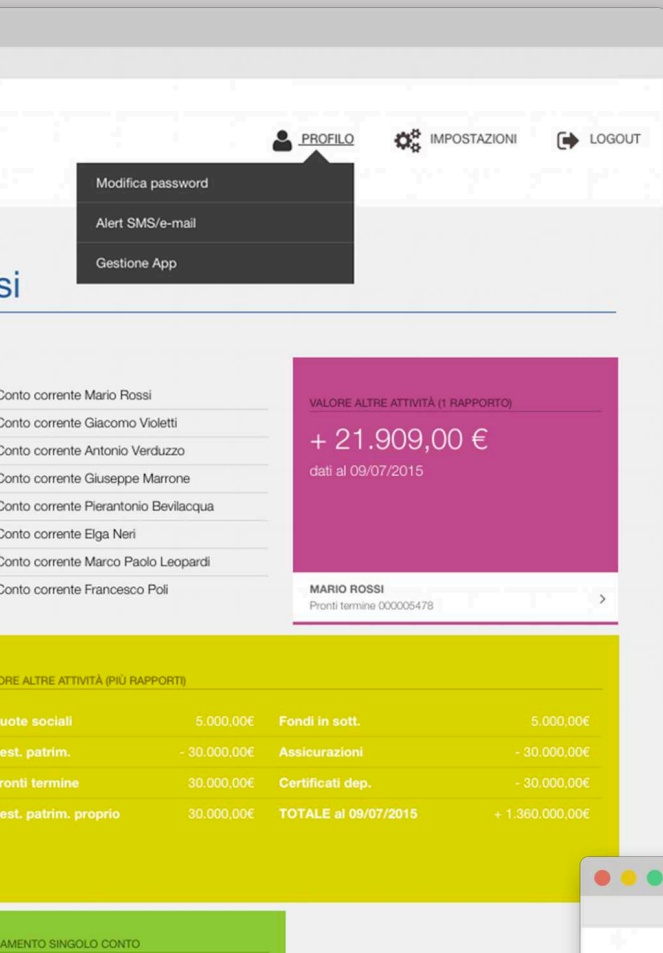 PROFILO IMPOSTAZIONI LOGOUT
Modifica password
Alert SMS/e-mail
Gestione App
si
Conto corrente Mario Rossi
Conto corrente Giacomo Violetti
Conto corrente Antonio Verduzzo
Conto corrente Giuseppe Marrone
Conto corrente Pierantonio Bevilacqua
Conto corrente Elga Neri
Conto corrente Marco Paolo Leopardi
Conto corrente Francesco Poli
VALORE ALTRE ATTIVITÀ (1 RAPPORTO)
+ 21.909,00 €
dati al 09/07/2015
MARIO ROSSI
Pronti termine 000005478
ORE ALTRE ATTIVITÀ (PIÙ RAPPORTI)
uote sociali 5.000,00€ Fondi in sott. 5.000,00€
est. patrim. - 30.000,00€ Assicurazioni - 30.000,00€
ronti termine 30.000,00€ Certificati dep. - 30.000,00€
est. patrim. proprio 30.000,00€ TOTALE al 09/07/2015 + 1.360.000,00€
AMENTO SINGOLO CONTO